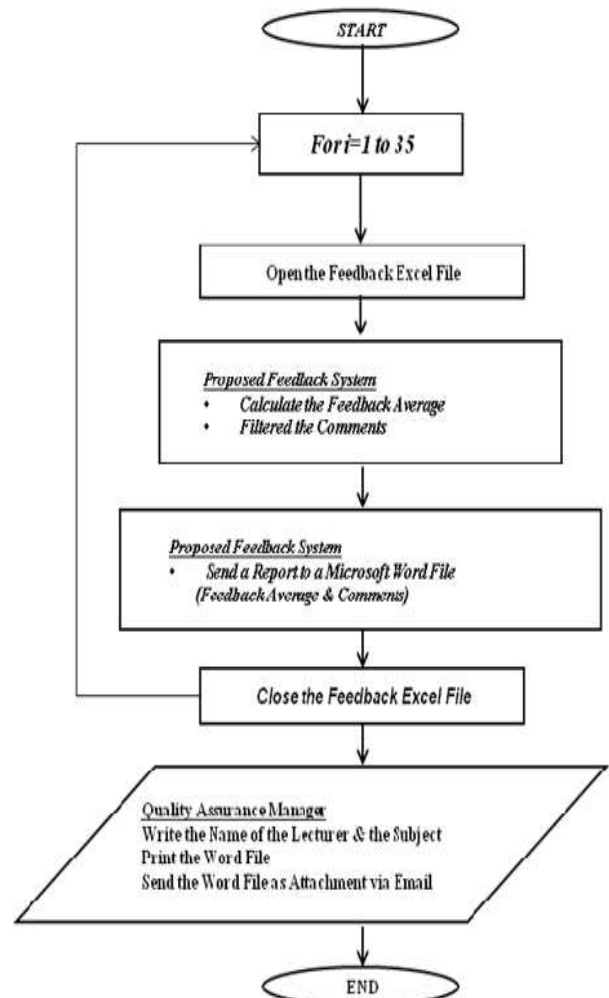 START
For i=1 to 35
Open the Feedback Excel File
Proposed Feedback System
• Calculate the Feedback Average
• Filtered the Comments
Proposed Feedback System
• Send a Report to a Microsoft Word File
(Feedback Average & Comments)
Close the Feedback Excel File
Quality Assurance Manager
Write the Name of the Lecturer & the Subject
Print the Word File
Send the Word File as Attachment via Email
END